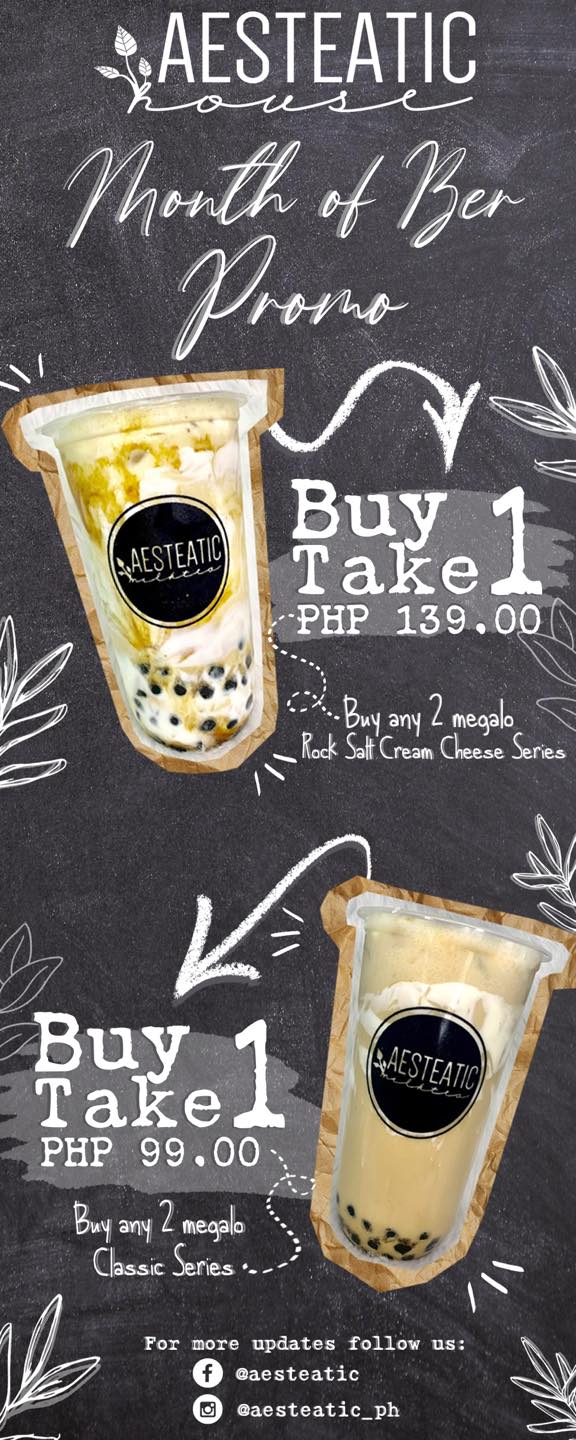 AESTEATIC
house
Month of Ber
Promo
AESTEATIC
milktea
Buy 1
Take 1
PHP 139.00
Buy any 2 megalo
Rock Salt Cream Cheese Series
AESTEATIC
milktea
Buy 1
Take 1
PHP 99.00
Buy any 2 megalo
Classic Series
For more updates follow us:
@aesteatic
@aesteatic_ph